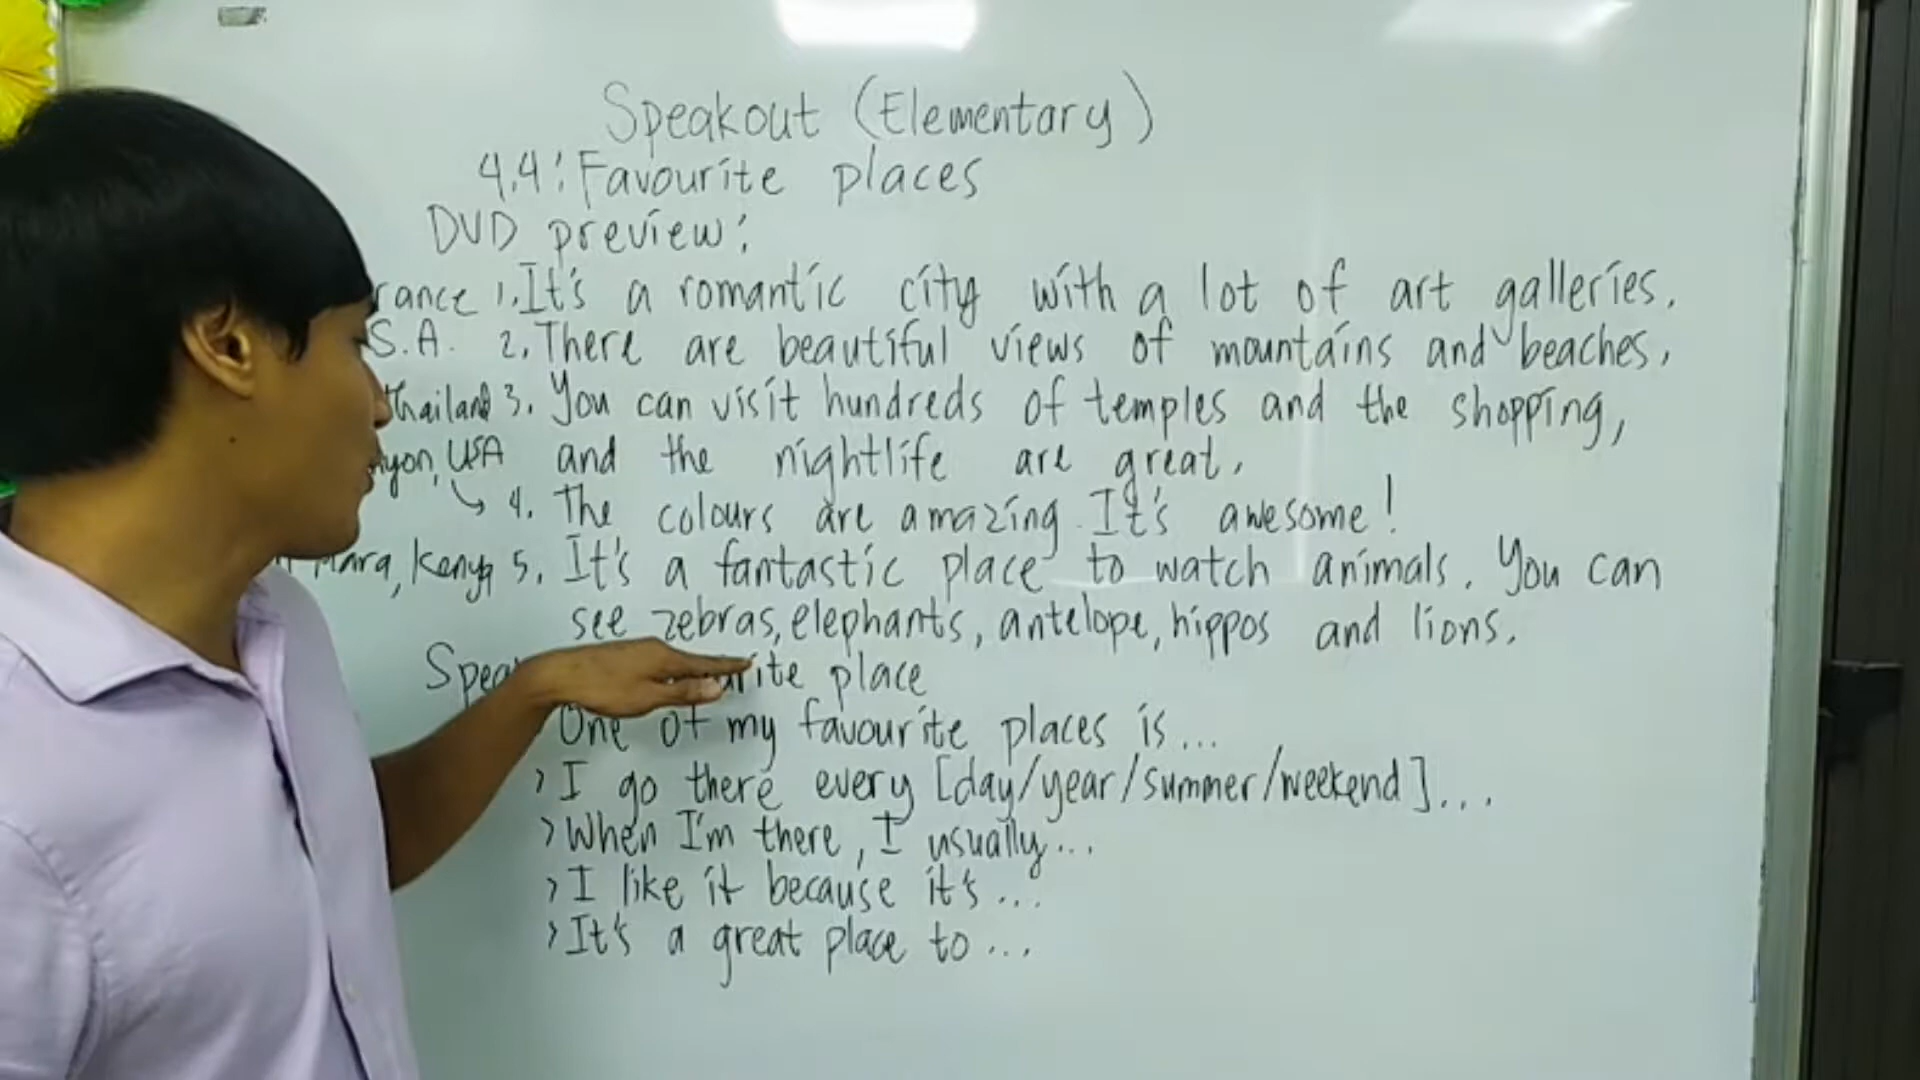 Speakout (Elementary)
4.4: Favourite places
DVD preview:
1. It's a romantic city with a lot of art galleries.
S.A. 2. There are beautiful views of mountains and beaches.
Thailand 3. You can visit hundreds of temples and the shopping,
USA and the nightlife are great.
4. The colours are amazing. It's awesome!
Mara, Kenya 5. It's a fantastic place to watch animals. You can
see zebras, elephants, antelope, hippos and lions.
place
One of my favourite places is...
> I go there every [day/year/summer/weekend]...
> When I'm there, I usually...
> I like it because it's...
> It's a great place to...